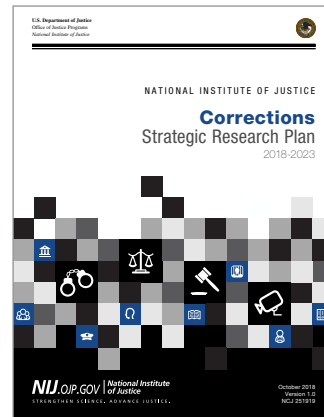 U.S. Department of Justice
Office of Justice Programs
National Institute of Justice
NATIONAL INSTITUTE OF JUSTICE
Corrections
Strategic Research Plan
2018-2023
NIJ.OJP.GOV
National Institute
of Justice
STRENGTHEN SCIENCE. ADVANCE JUSTICE.
October 2018
Version 1.0
NCJ 251919